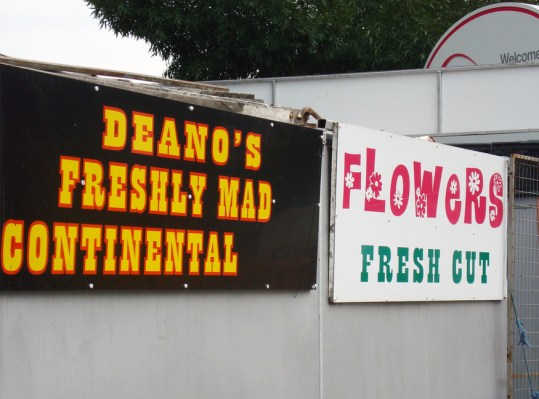 Welcome
DEANO'S
FRESHLY MAD
CONTINENTAL
FLOWERS
FRESH CUT